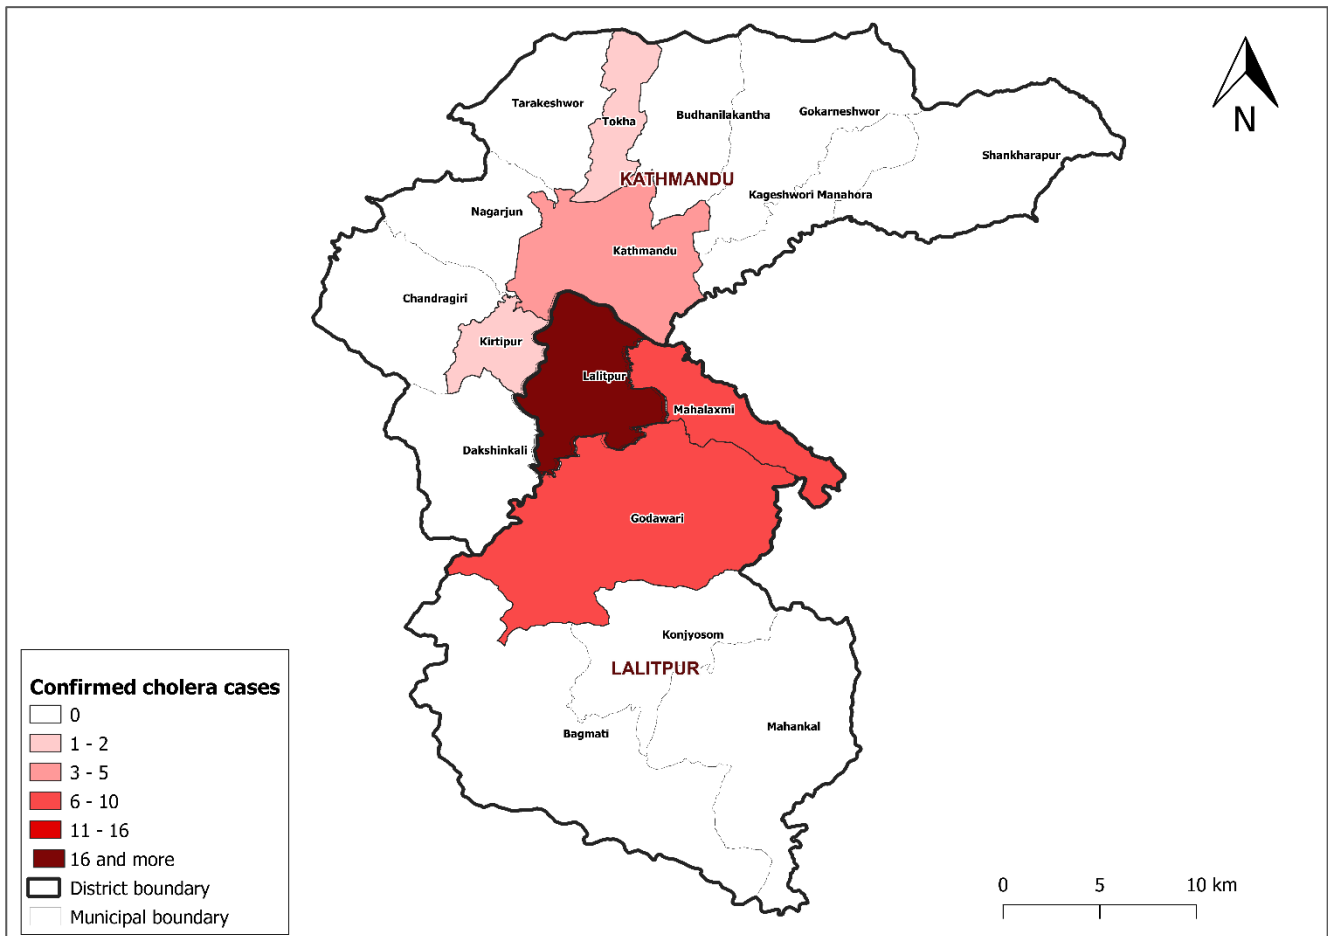 N
Tarakeshwor
Tokha
Budhanilakantha
Gokarneshwor
Shankharapur
KATHMANDU
Kageshwori Manahora
Nagarjun
Kathmandu
Chandragiri
Kirtipur
Lalitpur
Mahalaxmi
Dakshinkali
Godawari
Konjyosom
LALITPUR
Bagmati
Mahankal
Confirmed cholera cases
0
1 - 2
3 - 5
6 - 10
11 - 16
16 and more
District boundary
Municipal boundary
0 5 10 km